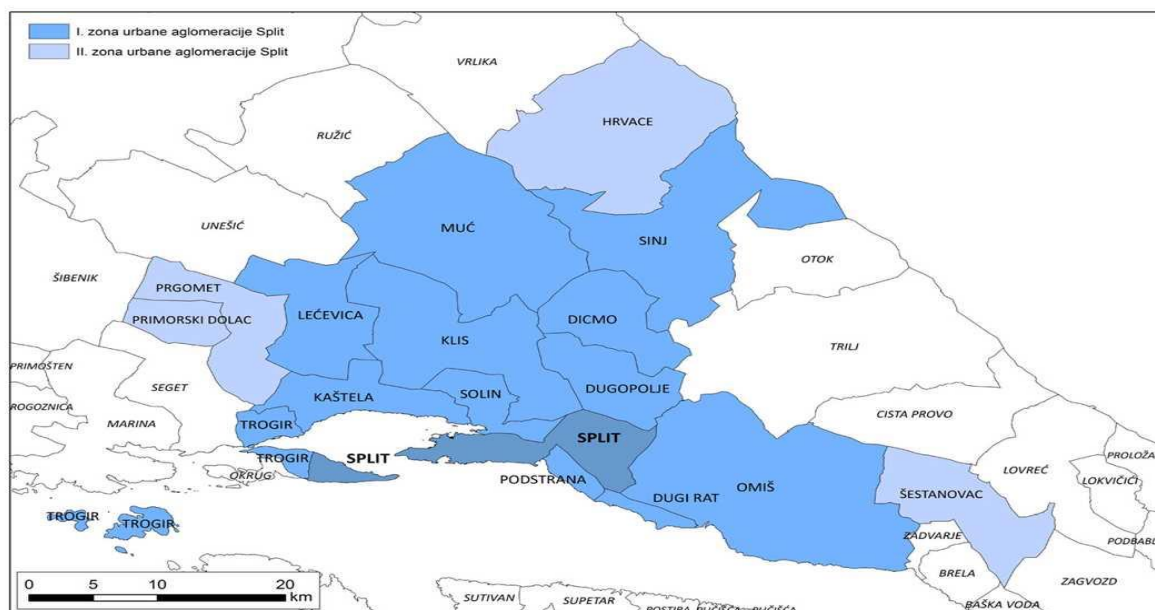 I. zona urbane aglomeracije Split
II. zona urbane aglomeracije Split
VRLIKA
HRVACE
RUŽIĆ
UNEŠIĆ
MUĆ
SINJ
OTOK
ŠIBENIK
PRGOMET
PRIMORSKI DOLAC
LEĆEVICA
DICMO
KLIS
TRILJ
PRIMOŠTEN
SEGET
DUGOPOLJE
ROGOZNICA
KAŠTELA
SOLIN
CISTA PROVO
MARINA
TROGIR
SPLIT
TROGIR
SPLIT
LOVREĆ
PROLOŽA
OKRUG
PODSTRANA
DUGI RAT
OMIŠ
ŠESTANOVAC
LOKVIČIĆI
TROGIR
TROGIR
ZADVARJE
PODBABL
BRELA
ZAGVOZD
0 5 10 20
km
SUTIVAN
SUPETAR
BAŠKA VODA